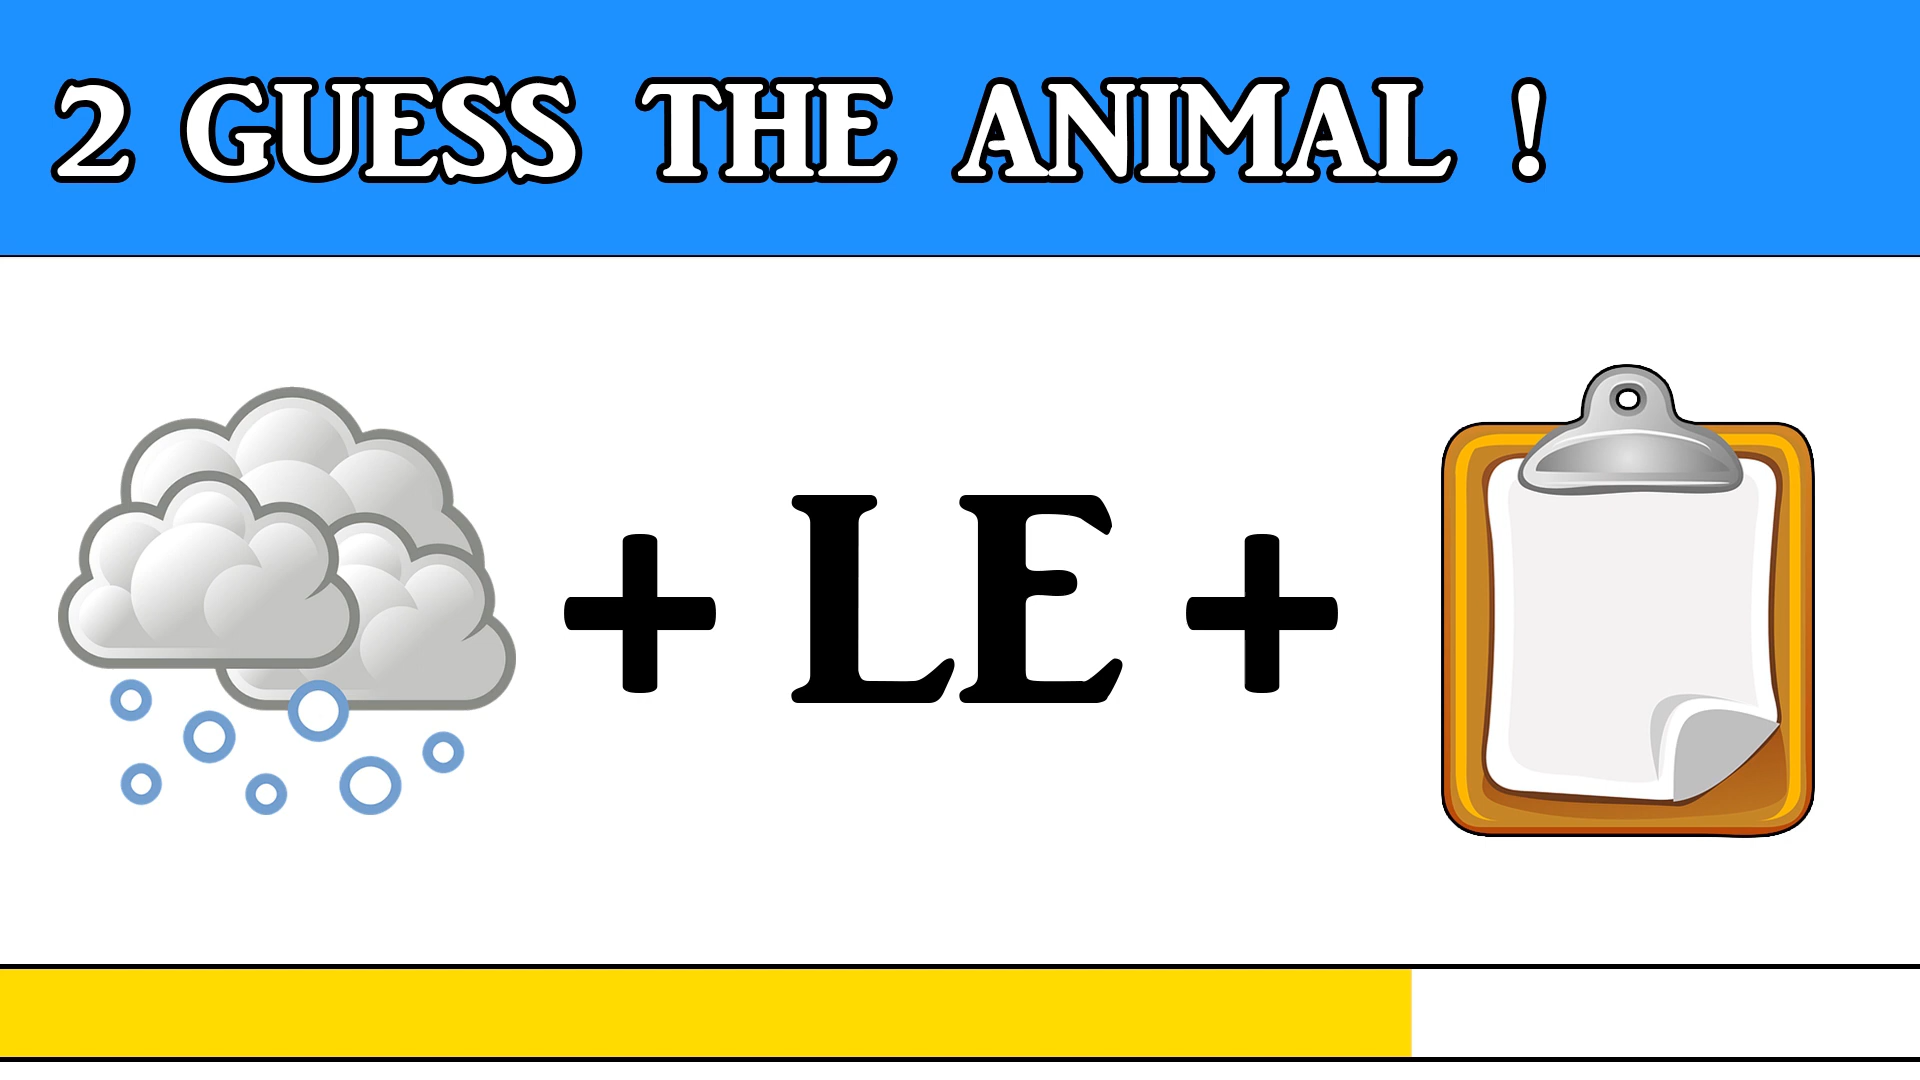 2 GUESS THE ANIMAL !
+ LE +